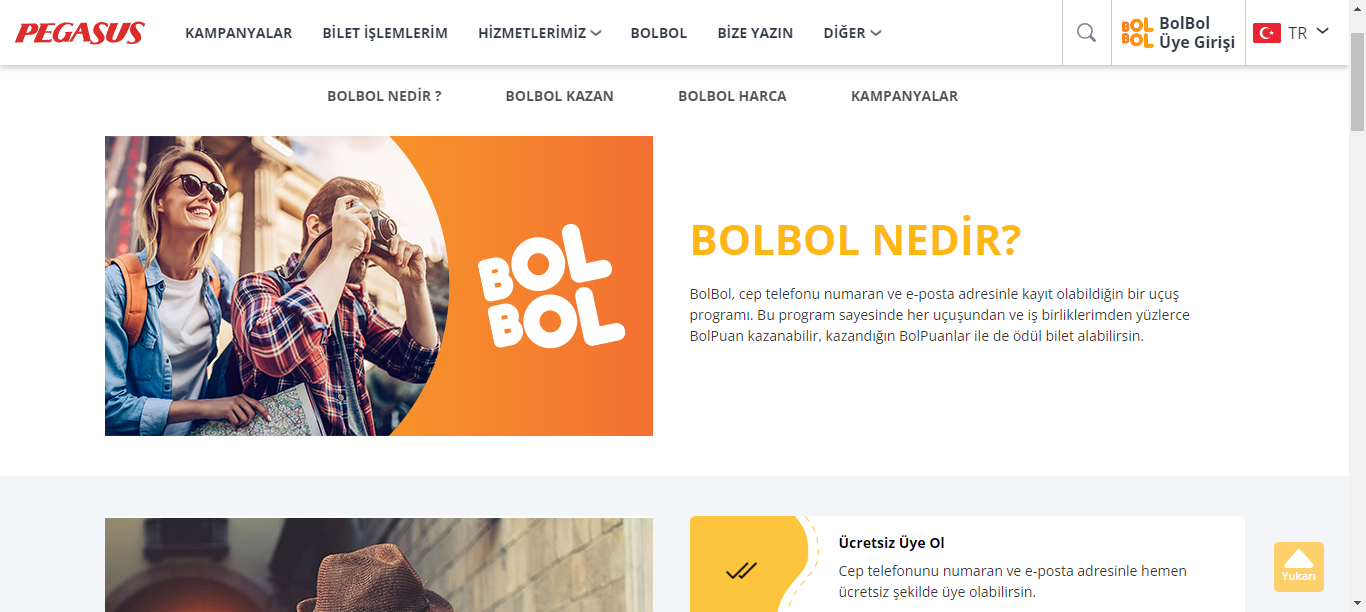 PEGASUS KAMPANYALAR BİLET İŞLEMLERİM HİZMETLERİMİZ BOLBOL BİZE YAZIN DİĞER
BOL BOL
BolBol
Üye Girişi
TR
BOLBOL NEDİR ? BOLBOL KAZAN BOLBOL HARCA KAMPANYALAR
BOL
BOL
BOLBOL NEDİR?
BolBol, cep telefonu numaran ve e-posta adresinle kayıt olabildiğin bir uçuş
programı. Bu program sayesinde her uçuşundan ve iş birliklerimden yüzlerce
BolPuan kazanabilir, kazandığın BolPuanlar ile de ödül bilet alabilirsin.
Ücretsiz Üye Ol
Cep telefonunu numaran ve e-posta adresinle hemen
ücretsiz şekilde üye olabilirsin.
Yukarı